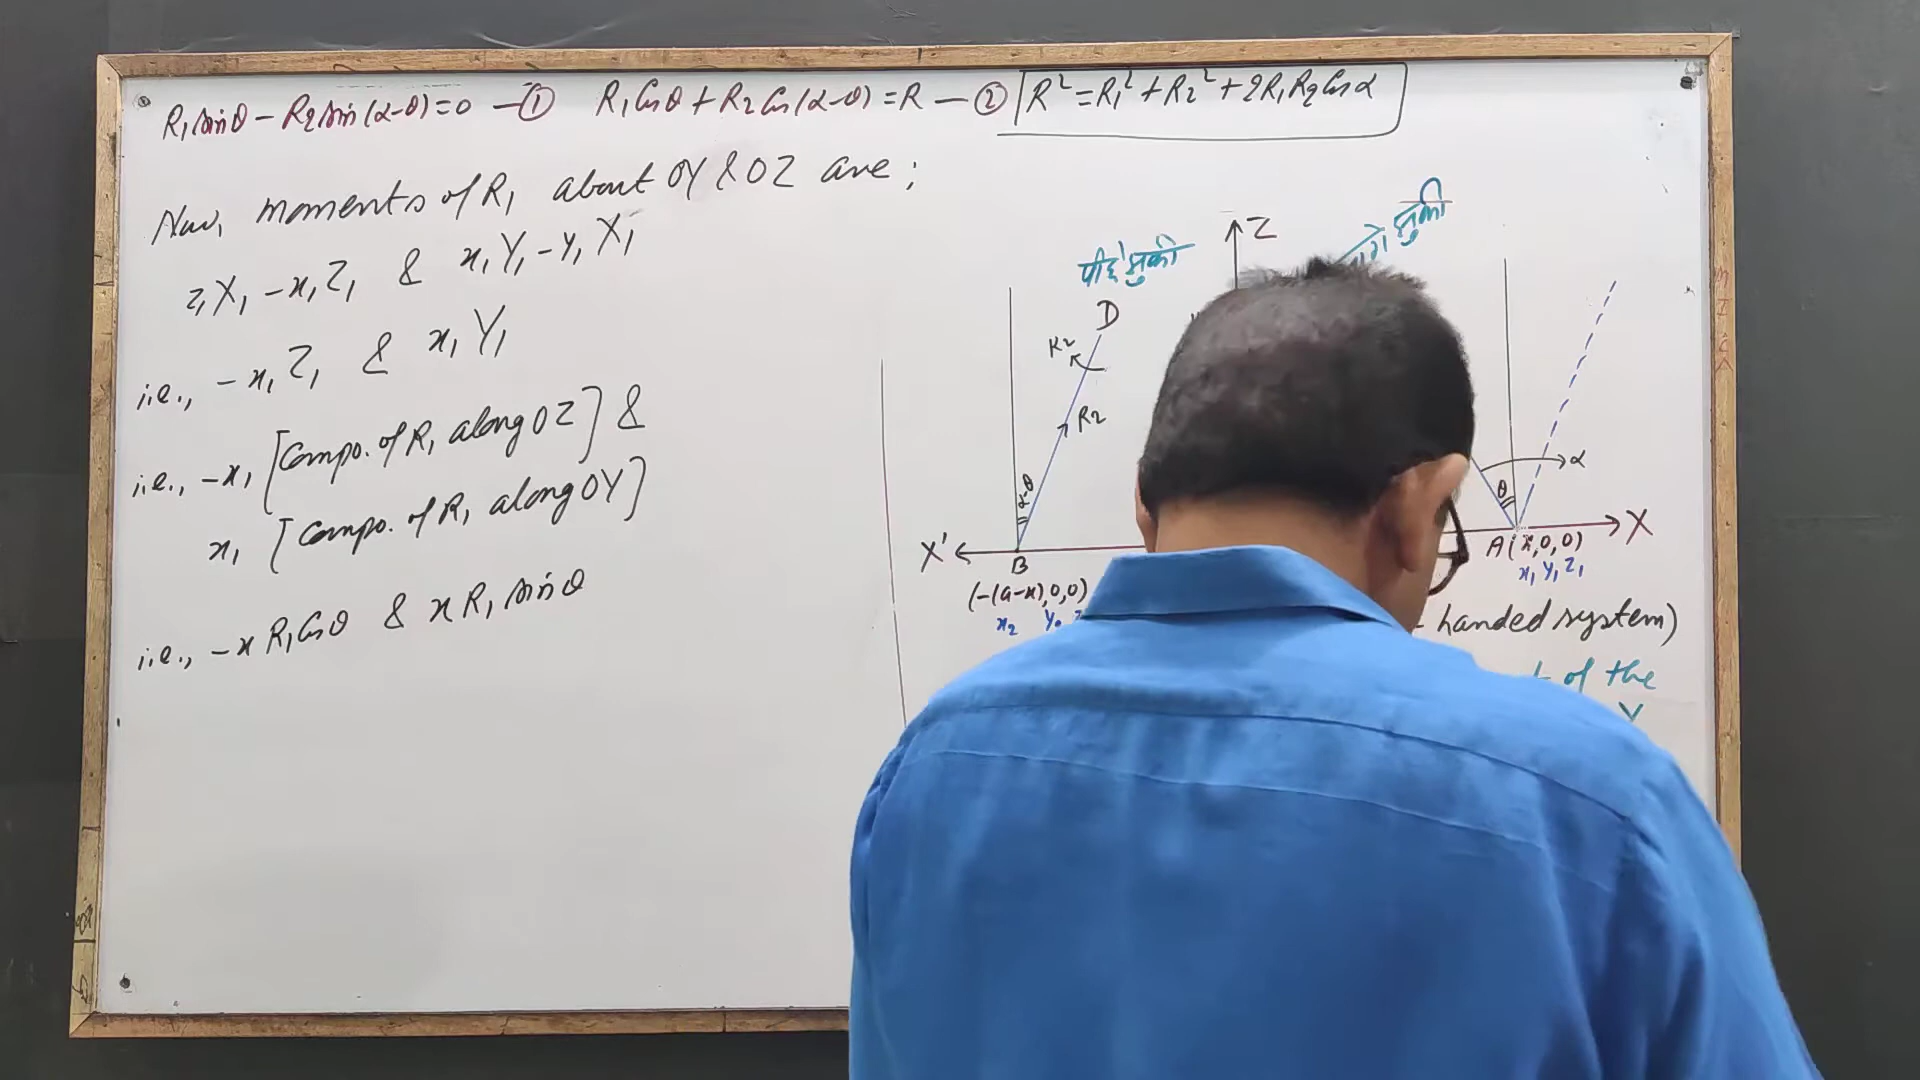 R₁ sinθ − R₂ sin(α−θ) = 0 — ① R₁ Cosθ + R₂ Cos(α−θ) = R — ② R² = R₁² + R₂² + 2R₁R₂ Cosα
Now, moments of R₁ about OY & OZ are;
z₁X₁ − x₁Z₁ & x₁Y₁ − y₁X₁
i.e., −x₁Z₁ & x₁Y₁
i.e., −x₁ [Compo. of R₁ along OZ] &
x₁ [Compo. of R₁ along OY]
i.e., −x R₁ Cosθ & x R₁ sinθ
Z
पीछे झुकी
झुकी
D
K₂
R₂
α−θ
θ
α
X'
B
A(x,0,0)
X
(−(a−x),0,0)
x₁ y₁ z₁
x₂
handed system)
of the
Y